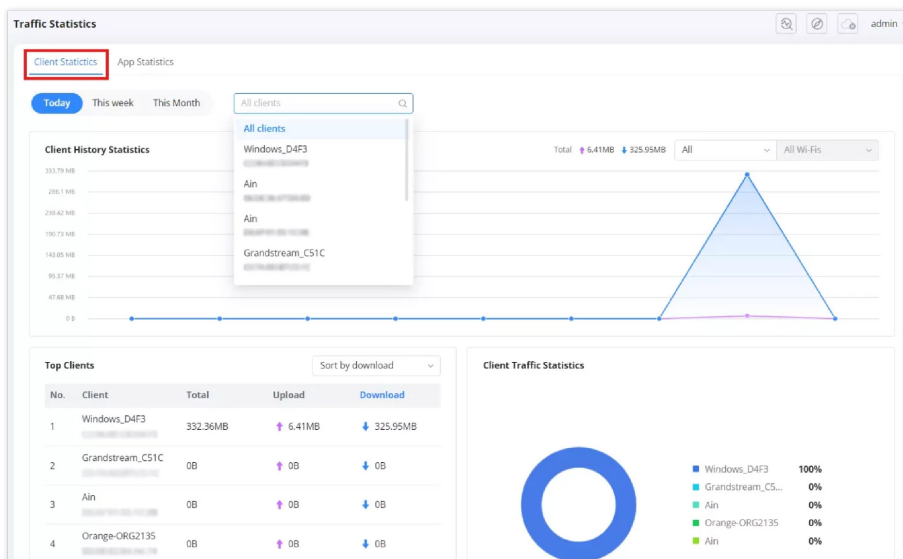 Traffic Statistics
admin
Client Statictics
App Statistics
Today
This week
This Month
All clients
All clients
Windows_D4F3
Ain
Ain
Grandstream_C51C
Client History Statistics
Total 6.41MB 325.95MB
All
All Wi-Fis
333.79 MB
286.1 MB
238.42 MB
190.73 MB
143.05 MB
95.37 MB
47.68 MB
0 B
Top Clients
Sort by download
No. Client Total Upload Download
1 Windows_D4F3 332.36MB 6.41MB 325.95MB
2 Grandstream_C51C 0B 0B 0B
3 Ain 0B 0B 0B
4 Orange-ORG2135 0B 0B 0B
Client Traffic Statistics
Windows_D4F3 100%
Grandstream_C5... 0%
Ain 0%
Orange-ORG2135 0%
Ain 0%